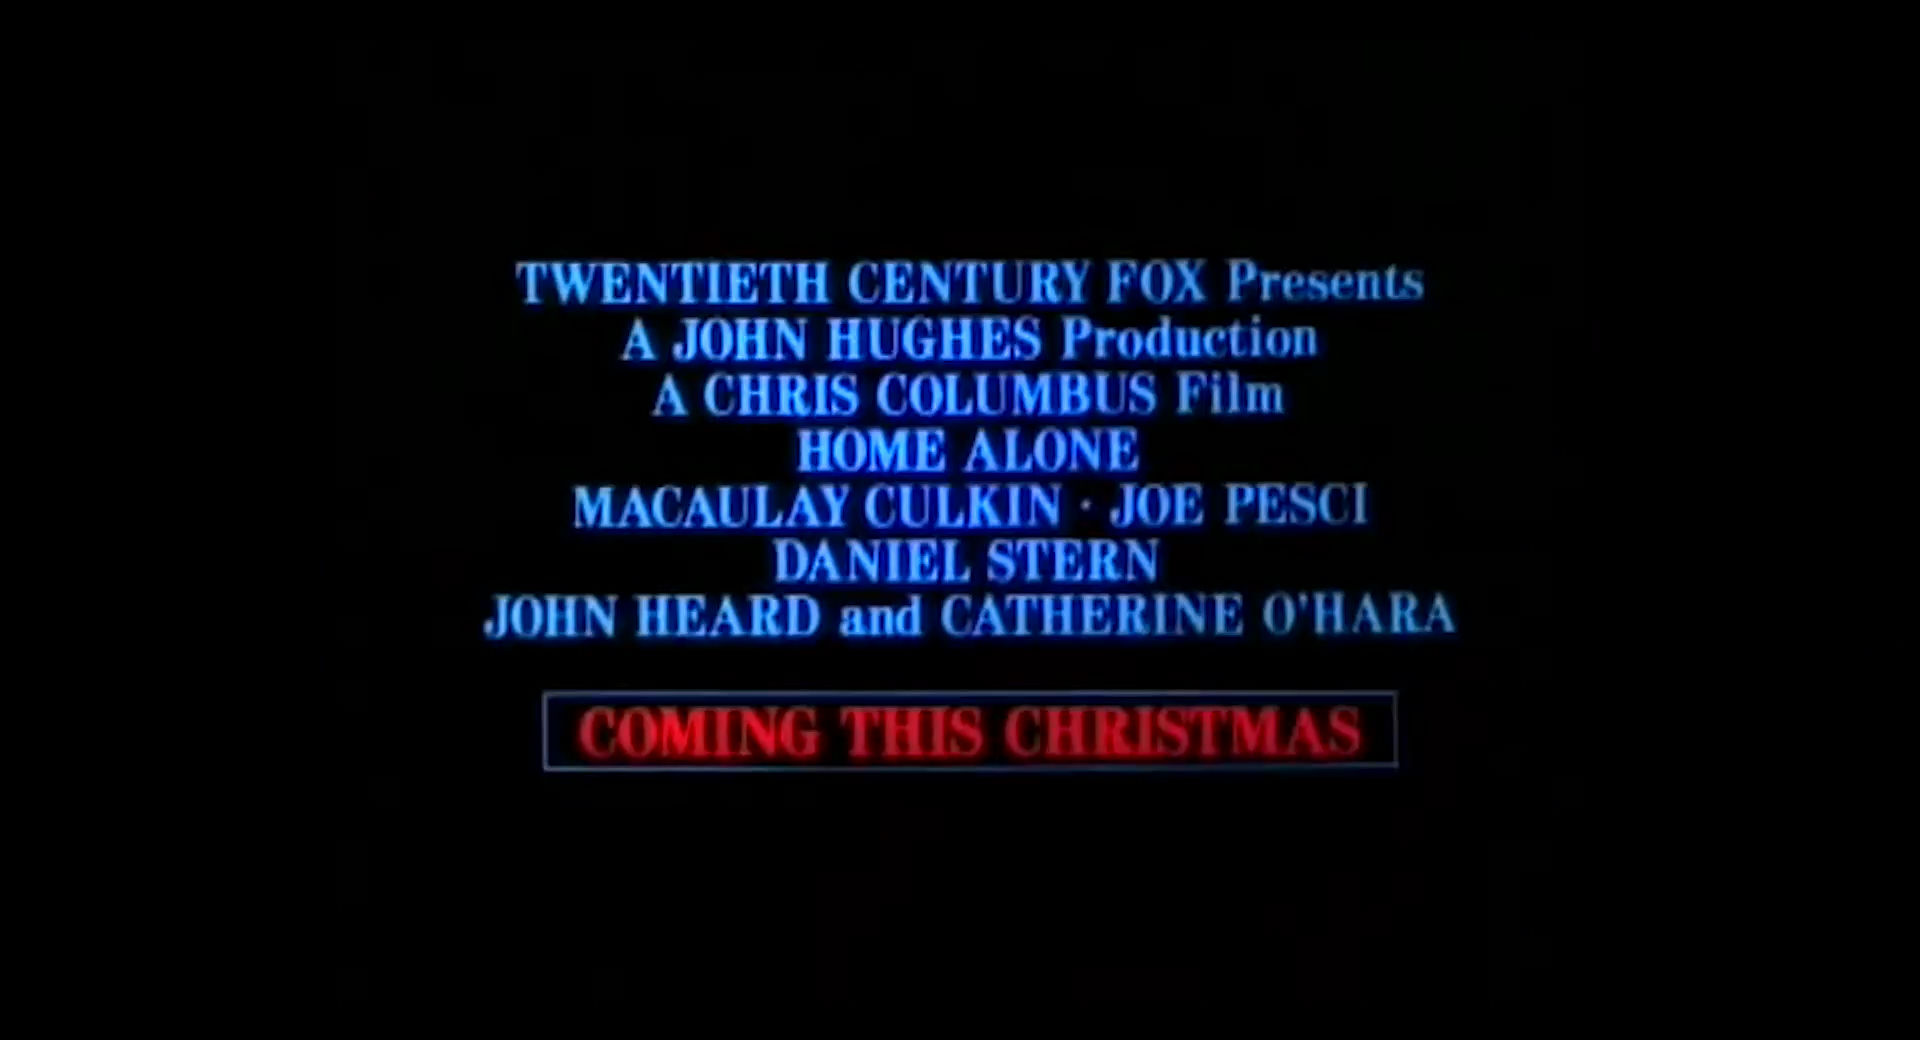 TWENTIETH CENTURY FOX Presents
A JOHN HUGHES Production
A CHRIS COLUMBUS Film
HOME ALONE
MACAULAY CULKIN · JOE PESCI
DANIEL STERN
JOHN HEARD and CATHERINE O'HARA
COMING THIS CHRISTMAS